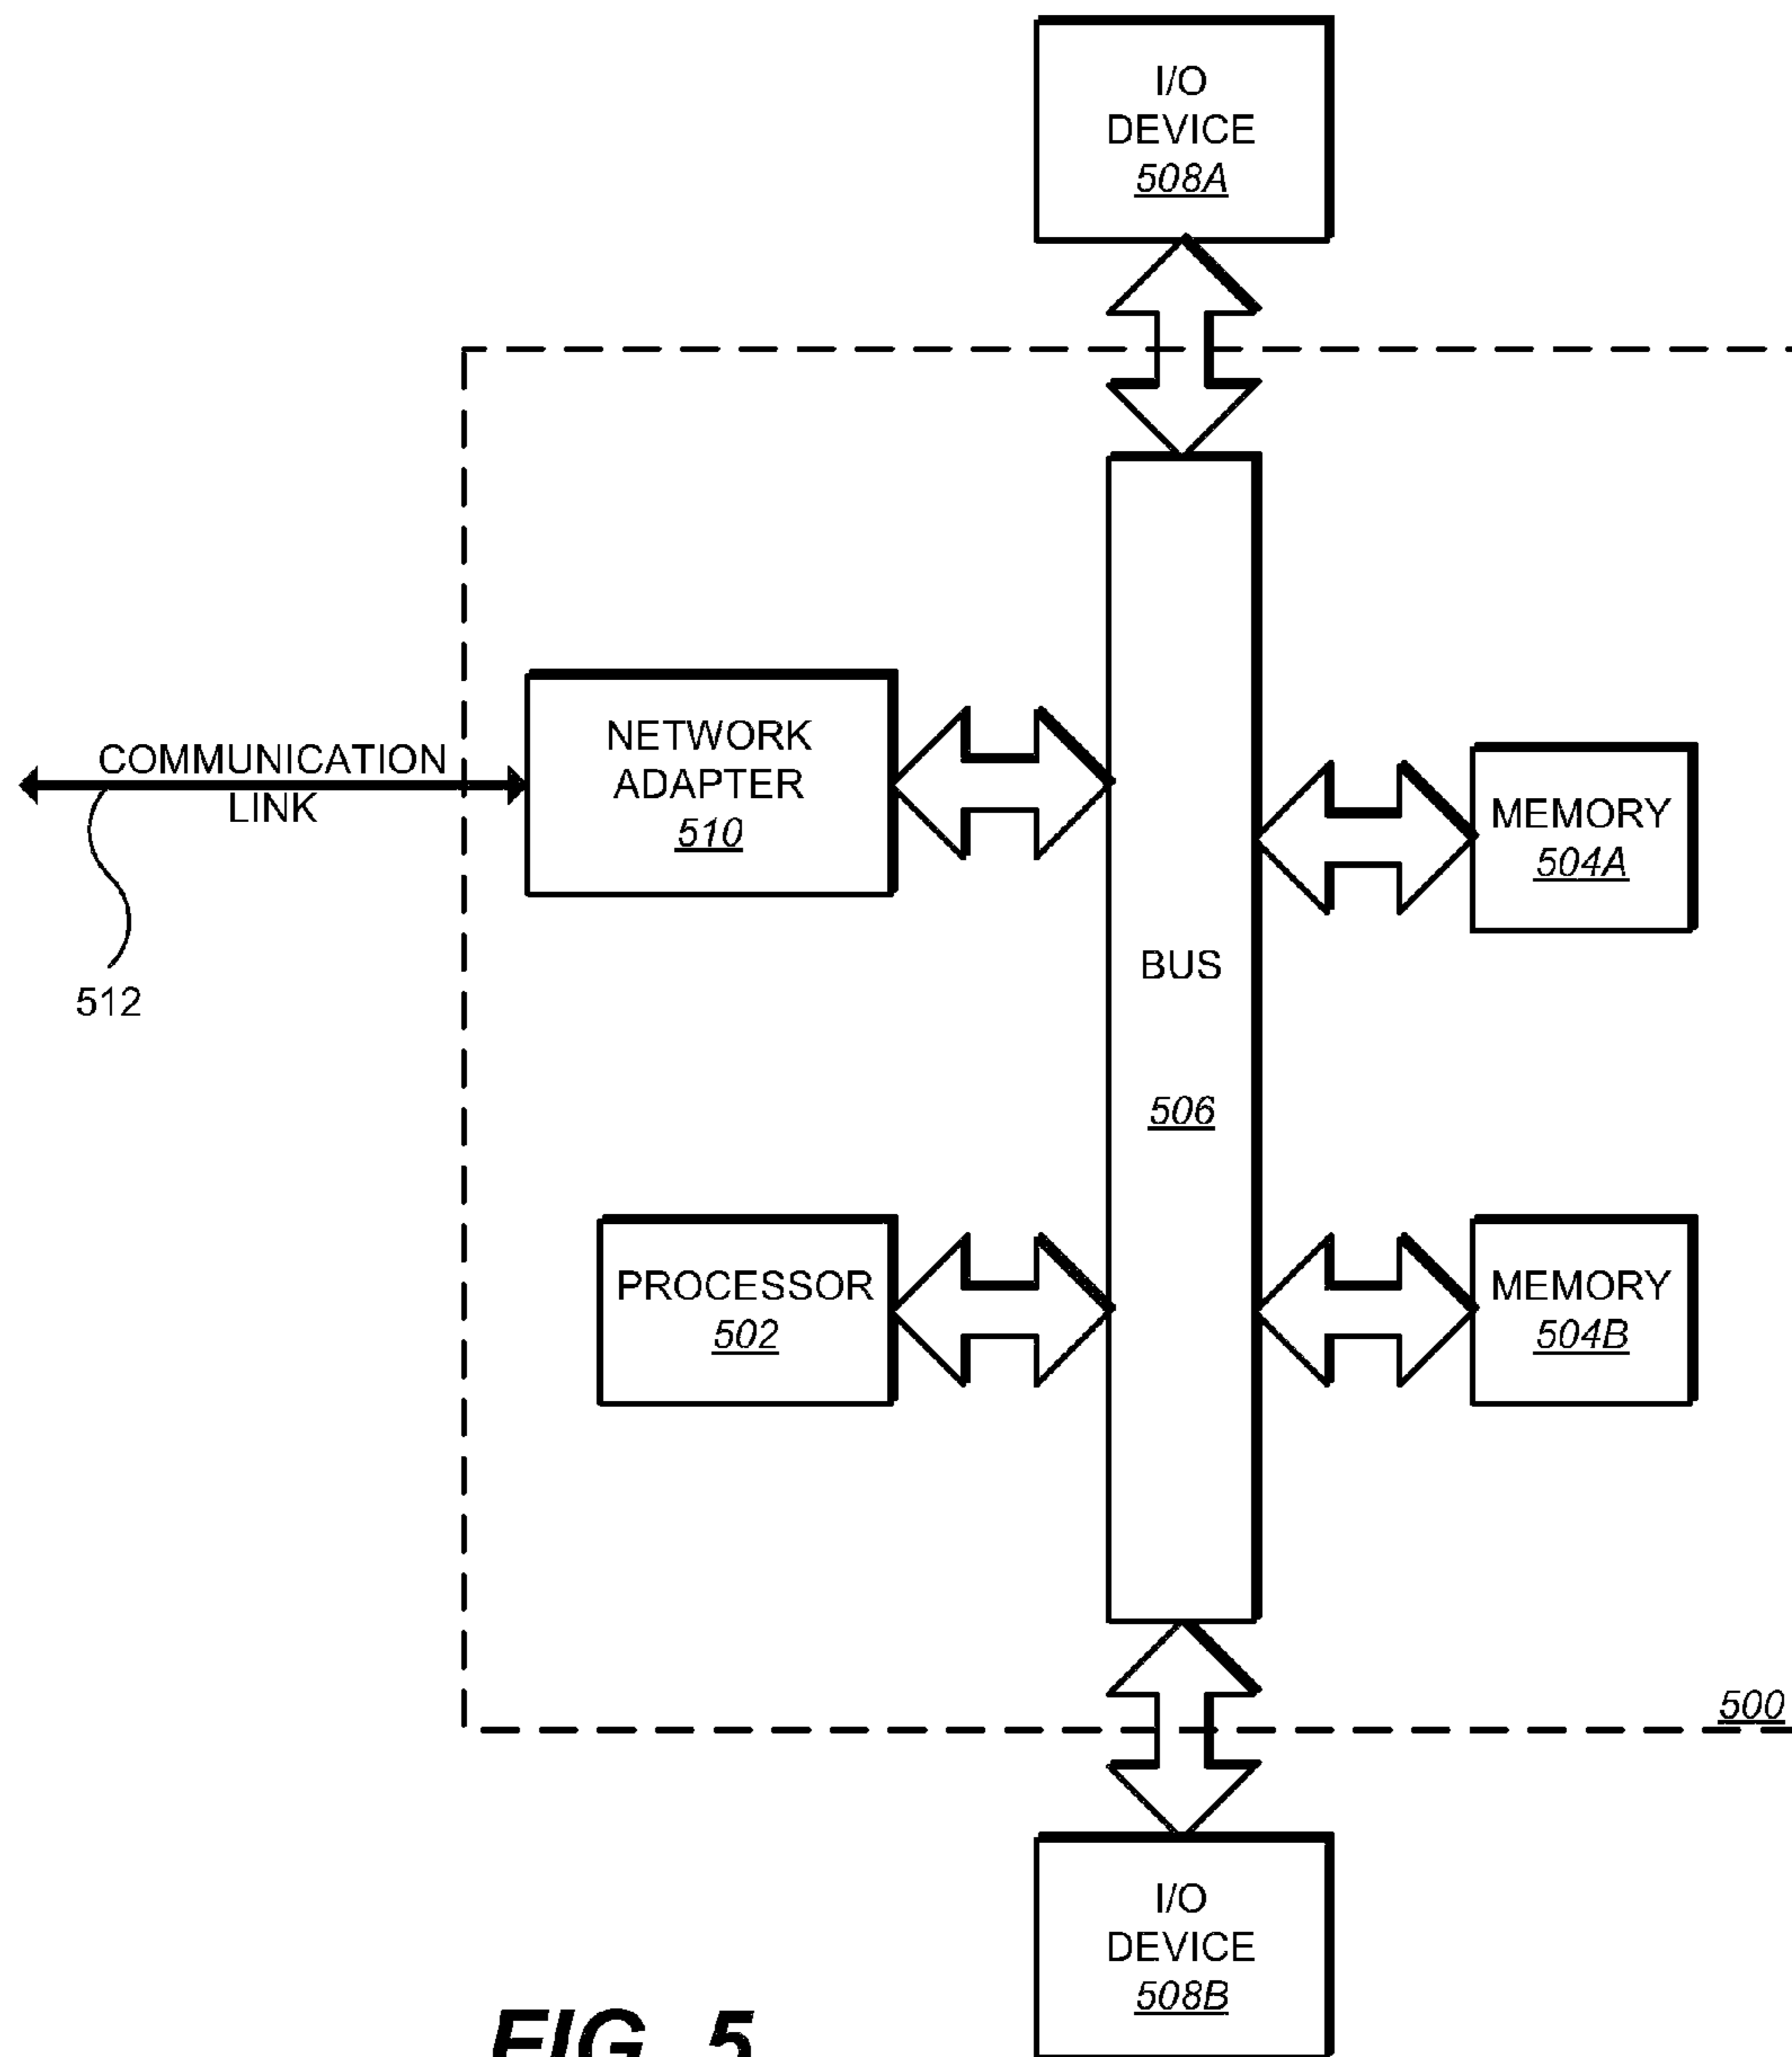 I/O
DEVICE
508A
NETWORK
ADAPTER
510
COMMUNICATION
LINK
512
MEMORY
504A
BUS
506
PROCESSOR
502
MEMORY
504B
500
I/O
DEVICE
508B
FIG. 5